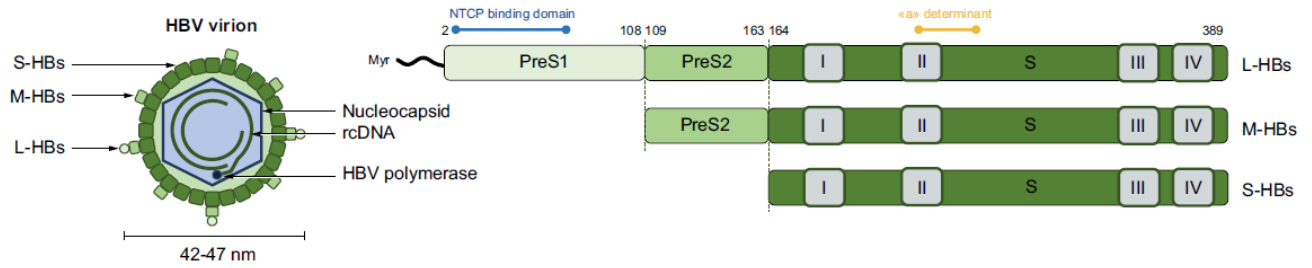 HBV virion
S-HBs
M-HBs
L-HBs
Nucleocapsid
rcDNA
HBV polymerase
42-47 nm
NTCP binding domain
«a» determinant
2 108 109 163 164 389
Myr PreS1 PreS2 I II S III IV L-HBs
PreS2 I II S III IV M-HBs
I II S III IV S-HBs